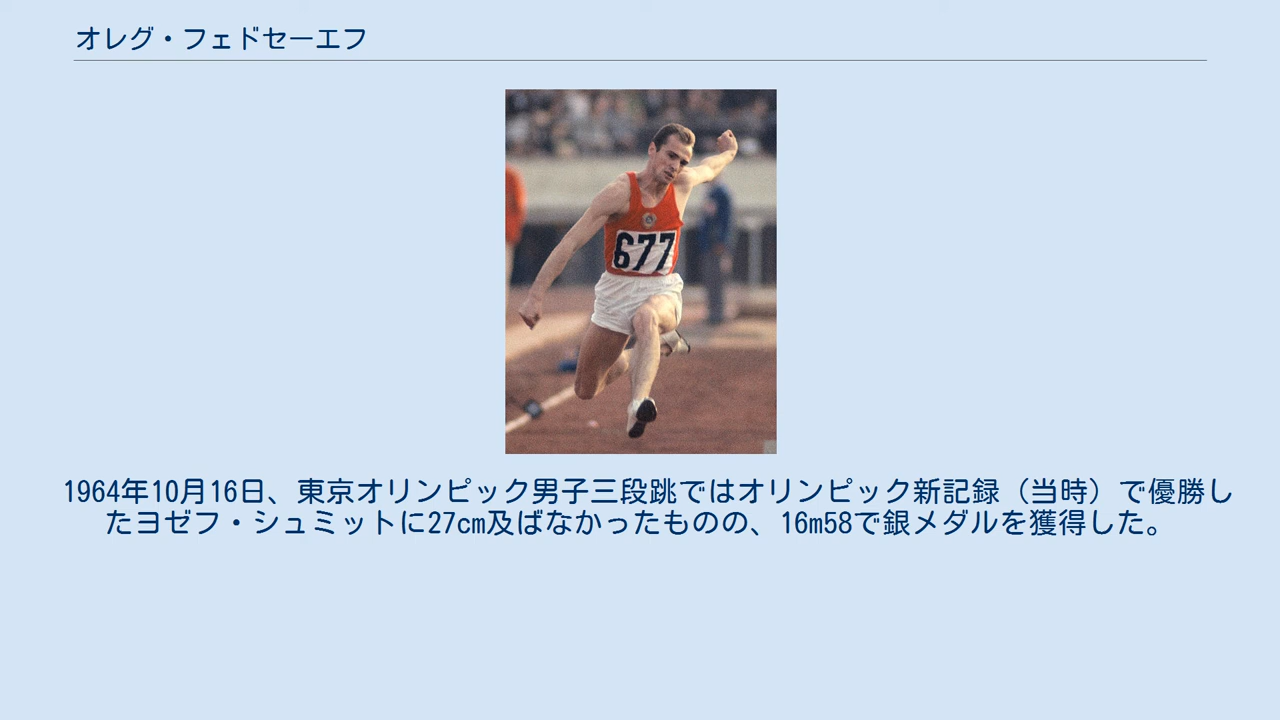 オレグ・フェドセーエフ
677
1964年10月16日、東京オリンピック男子三段跳ではオリンピック新記録（当時）で優勝し
たヨゼフ・シュミットに27cm及ばなかったものの、16m58で銀メダルを獲得した。